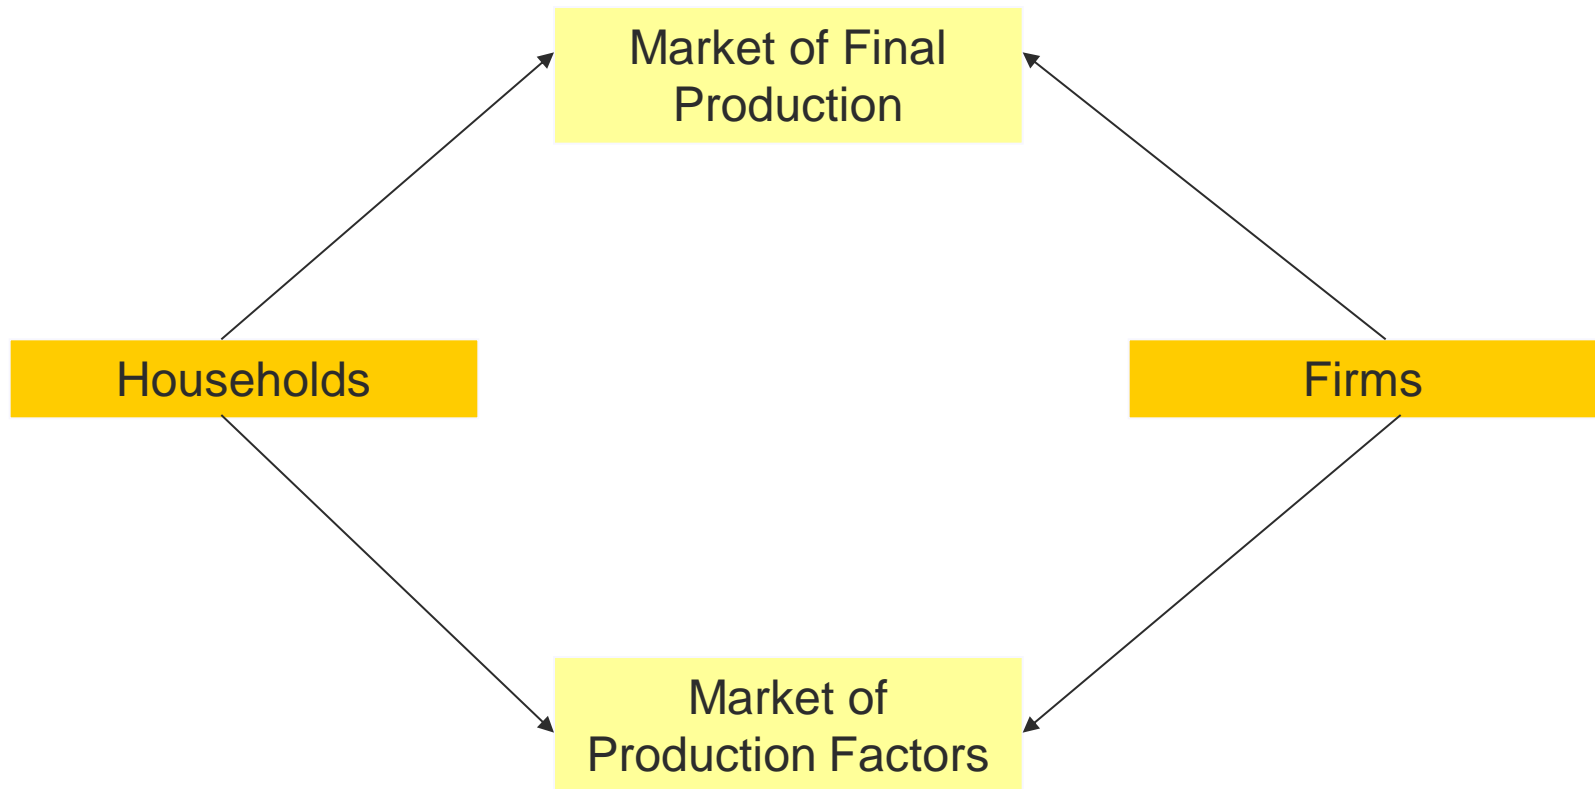 Market of Final
Production
Households
Firms
Market of
Production Factors